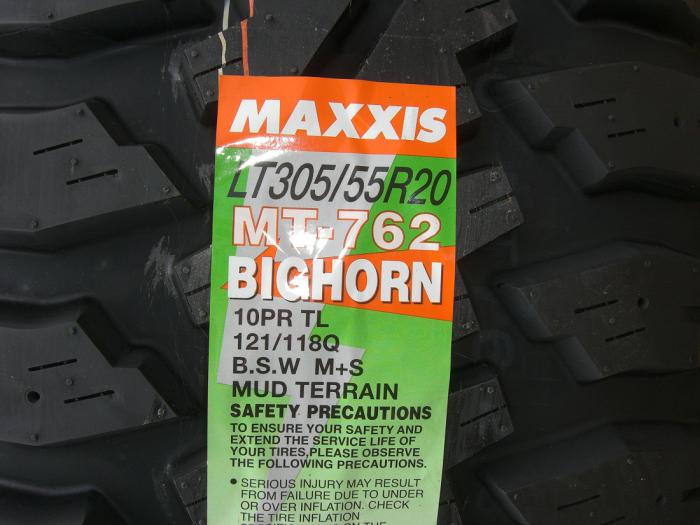 MAXXIS
LT305/55R20
MT-762
BIGHORN
10PR TL
121/118Q
B.S.W M+S
MUD TERRAIN
SAFETY PRECAUTIONS
TO ENSURE YOUR SAFETY AND
EXTEND THE SERVICE LIFE OF
YOUR TIRES,PLEASE OBSERVE
THE FOLLOWING PRECAUTIONS.
• SERIOUS INJURY MAY RESULT
FROM FAILURE DUE TO UNDER
OR OVER INFLATION. CHECK
THE TIRE INFLATION